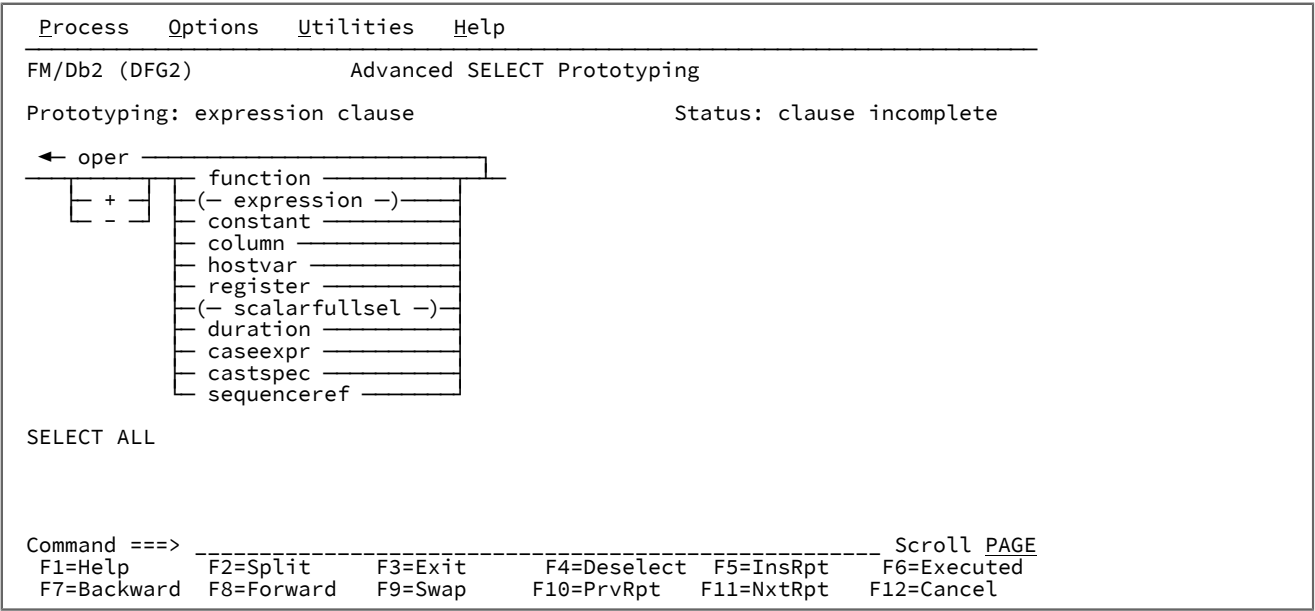 Process Options Utilities Help
FM/Db2 (DFG2) Advanced SELECT Prototyping
Prototyping: expression clause Status: clause incomplete
oper
function
+ (─ expression ─)
- constant
column
hostvar
register
(─ scalarfullsel ─)
duration
caseexpr
castspec
sequenceref
SELECT ALL
Command ===> _____________________________________________________ Scroll PAGE
F1=Help F2=Split F3=Exit F4=Deselect F5=InsRpt F6=Executed
F7=Backward F8=Forward F9=Swap F10=PrvRpt F11=NxtRpt F12=Cancel